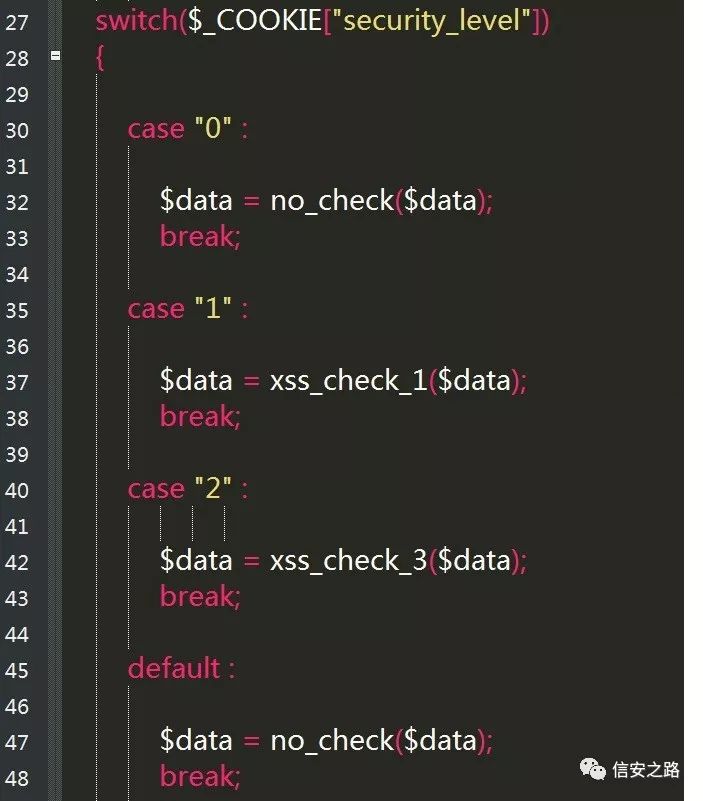 27 switch($_COOKIE["security_level"])
28 {
29
30 case "0" :
31
32 $data = no_check($data);
33 break;
34
35 case "1" :
36
37 $data = xss_check_1($data);
38 break;
39
40 case "2" :
41
42 $data = xss_check_3($data);
43 break;
44
45 default :
46
47 $data = no_check($data);
48 break;
信安之路